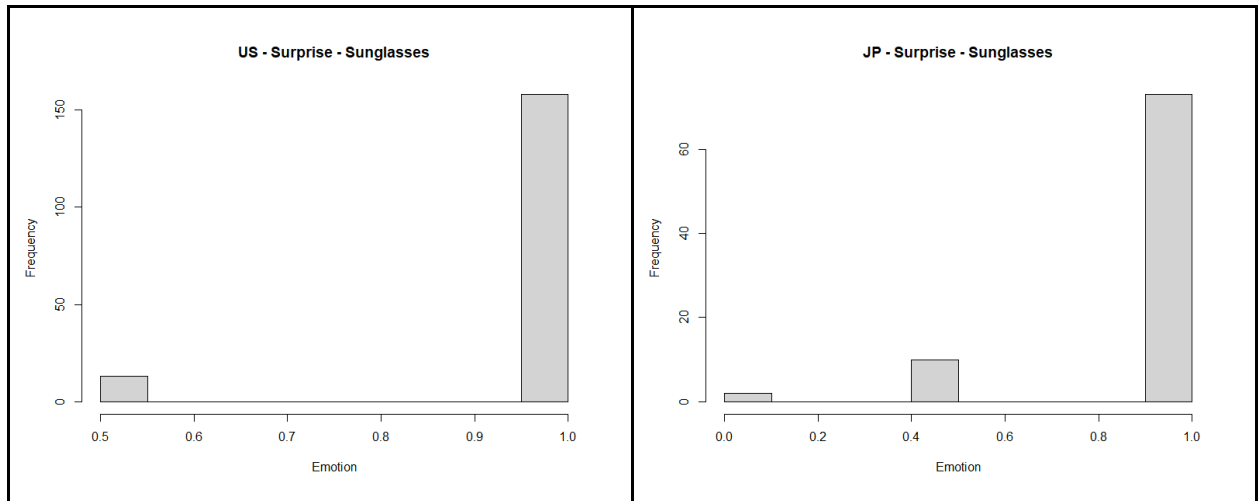 US - Surprise - Sunglasses
Frequency
150
100
50
0
0.5 0.6 0.7 0.8 0.9 1.0
Emotion
JP - Surprise - Sunglasses
Frequency
60
40
20
0
0.0 0.2 0.4 0.6 0.8 1.0
Emotion